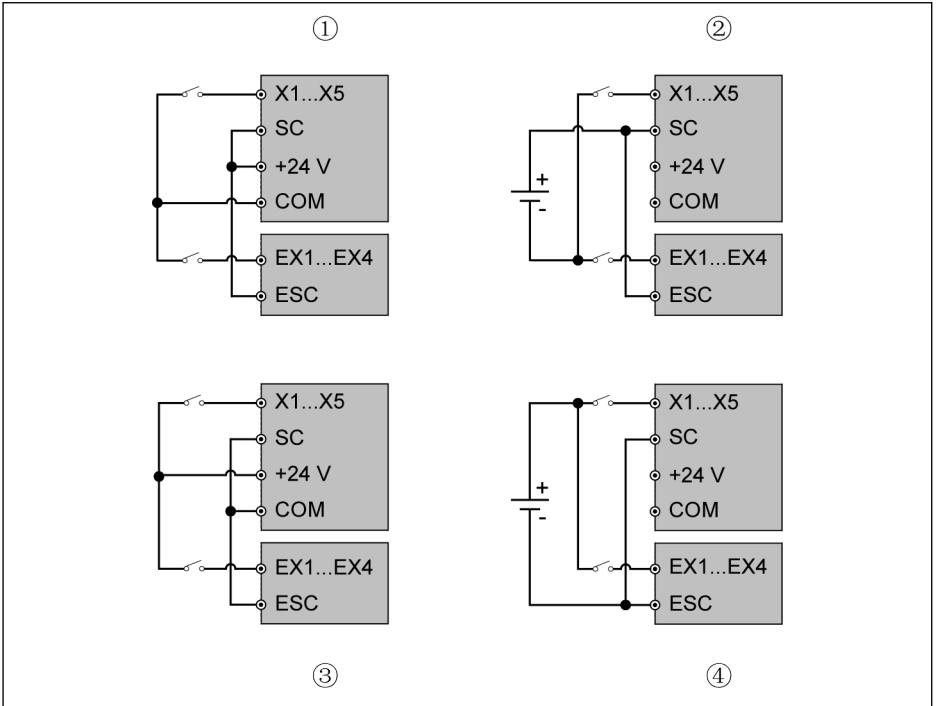 ①
②
X1...X5
SC
+24 V
COM
EX1...EX4
ESC
X1...X5
SC
+24 V
COM
EX1...EX4
ESC
+
-
X1...X5
SC
+24 V
COM
EX1...EX4
ESC
X1...X5
SC
+24 V
COM
EX1...EX4
ESC
+
-
③
④